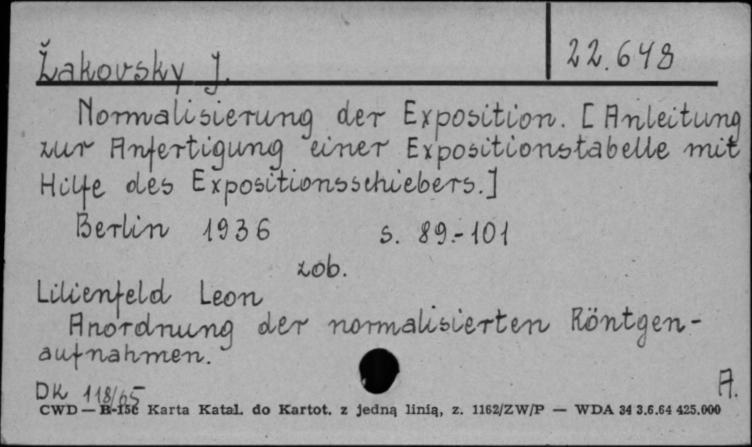 Žakovsky J.
22.648
Normalisierung der Exposition. [Anleitung
zur Anfertigung einer Expositionstabelle mit
Hilfe des Expositionsschiebers.]
Berlin 1936 s. 89.-101
zob.
Lilienfeld Leon
Anordnung der normalisierten Röntgen-
aufnahmen.
DK 118/65
A.
CWD — B-15c Karta Katal. do Kartot. z jedną linią, z. 1162/ZW/P — WDA 34 3.6.64 425.000